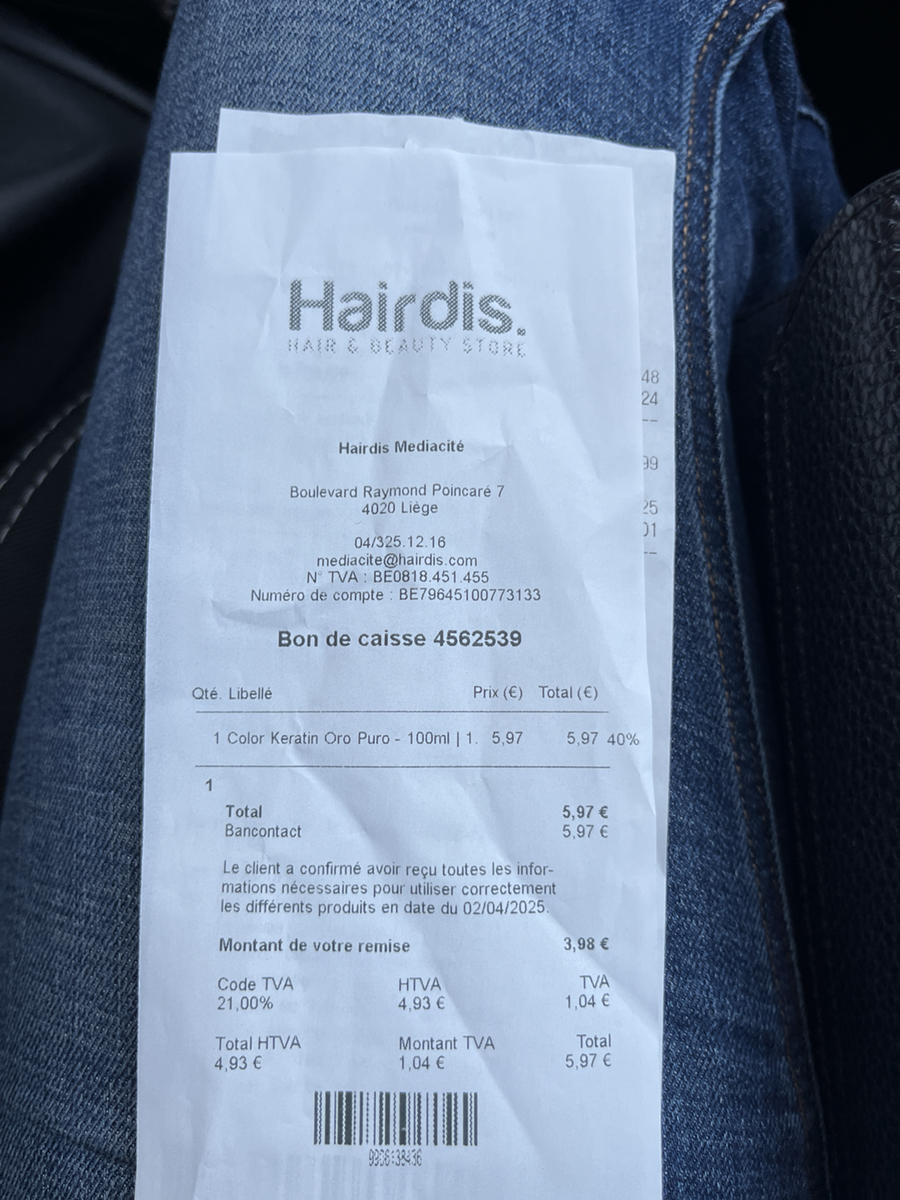 Hairdis.
HAIR & BEAUTY STORE
Hairdis Mediacité
Boulevard Raymond Poincaré 7
4020 Liège
04/325.12.16
mediacite@hairdis.com
N° TVA : BE0818.451.455
Numéro de compte : BE79645100773133
Bon de caisse 4562539
Qté. Libellé Prix (€) Total (€)
1 Color Keratin Oro Puro - 100ml | 1. 5,97 5,97 40%
1
Total 5,97 €
Bancontact 5,97 €
Le client a confirmé avoir reçu toutes les infor-
mations nécessaires pour utiliser correctement
les différents produits en date du 02/04/2025.
Montant de votre remise 3,98 €
Code TVA HTVA TVA
21,00% 4,93 € 1,04 €
Total HTVA Montant TVA Total
4,93 € 1,04 € 5,97 €
48
24
99
25
01